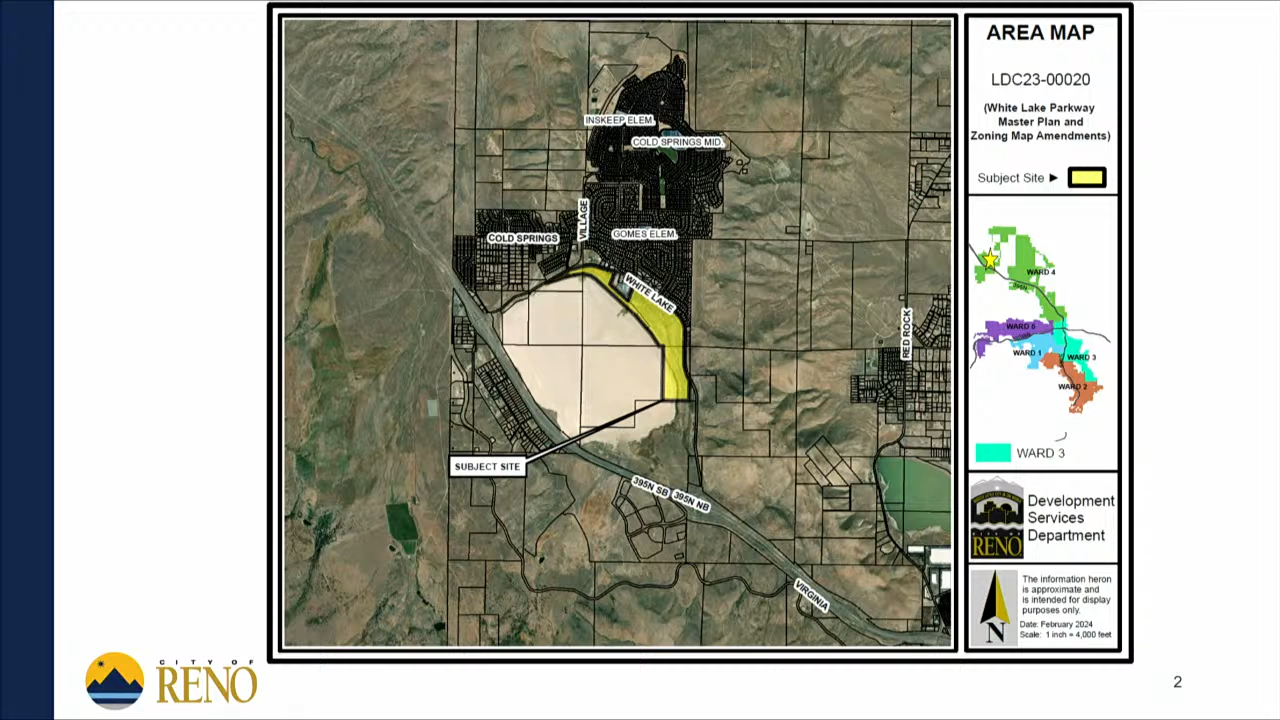 AREA MAP
LDC23-00020
(White Lake Parkway
Master Plan and
Zoning Map Amendments)
Subject Site ►
INSKEEP ELEM.
COLD SPRINGS MID.
VILLAGE
COLD SPRINGS
GOMES ELEM.
WHITE LAKE
RED ROCK
SUBJECT SITE
395N SB
395N NB
VIRGINIA
WARD 4
WARD 5
WARD 1
WARD 3
WARD 2
WARD 3
CITY OF
RENO
Development
Services
Department
The information heron
is approximate and
is intended for display
purposes only.
Date: February 2024
Scale: 1 inch = 4,000 feet
N
CITY OF
RENO
2